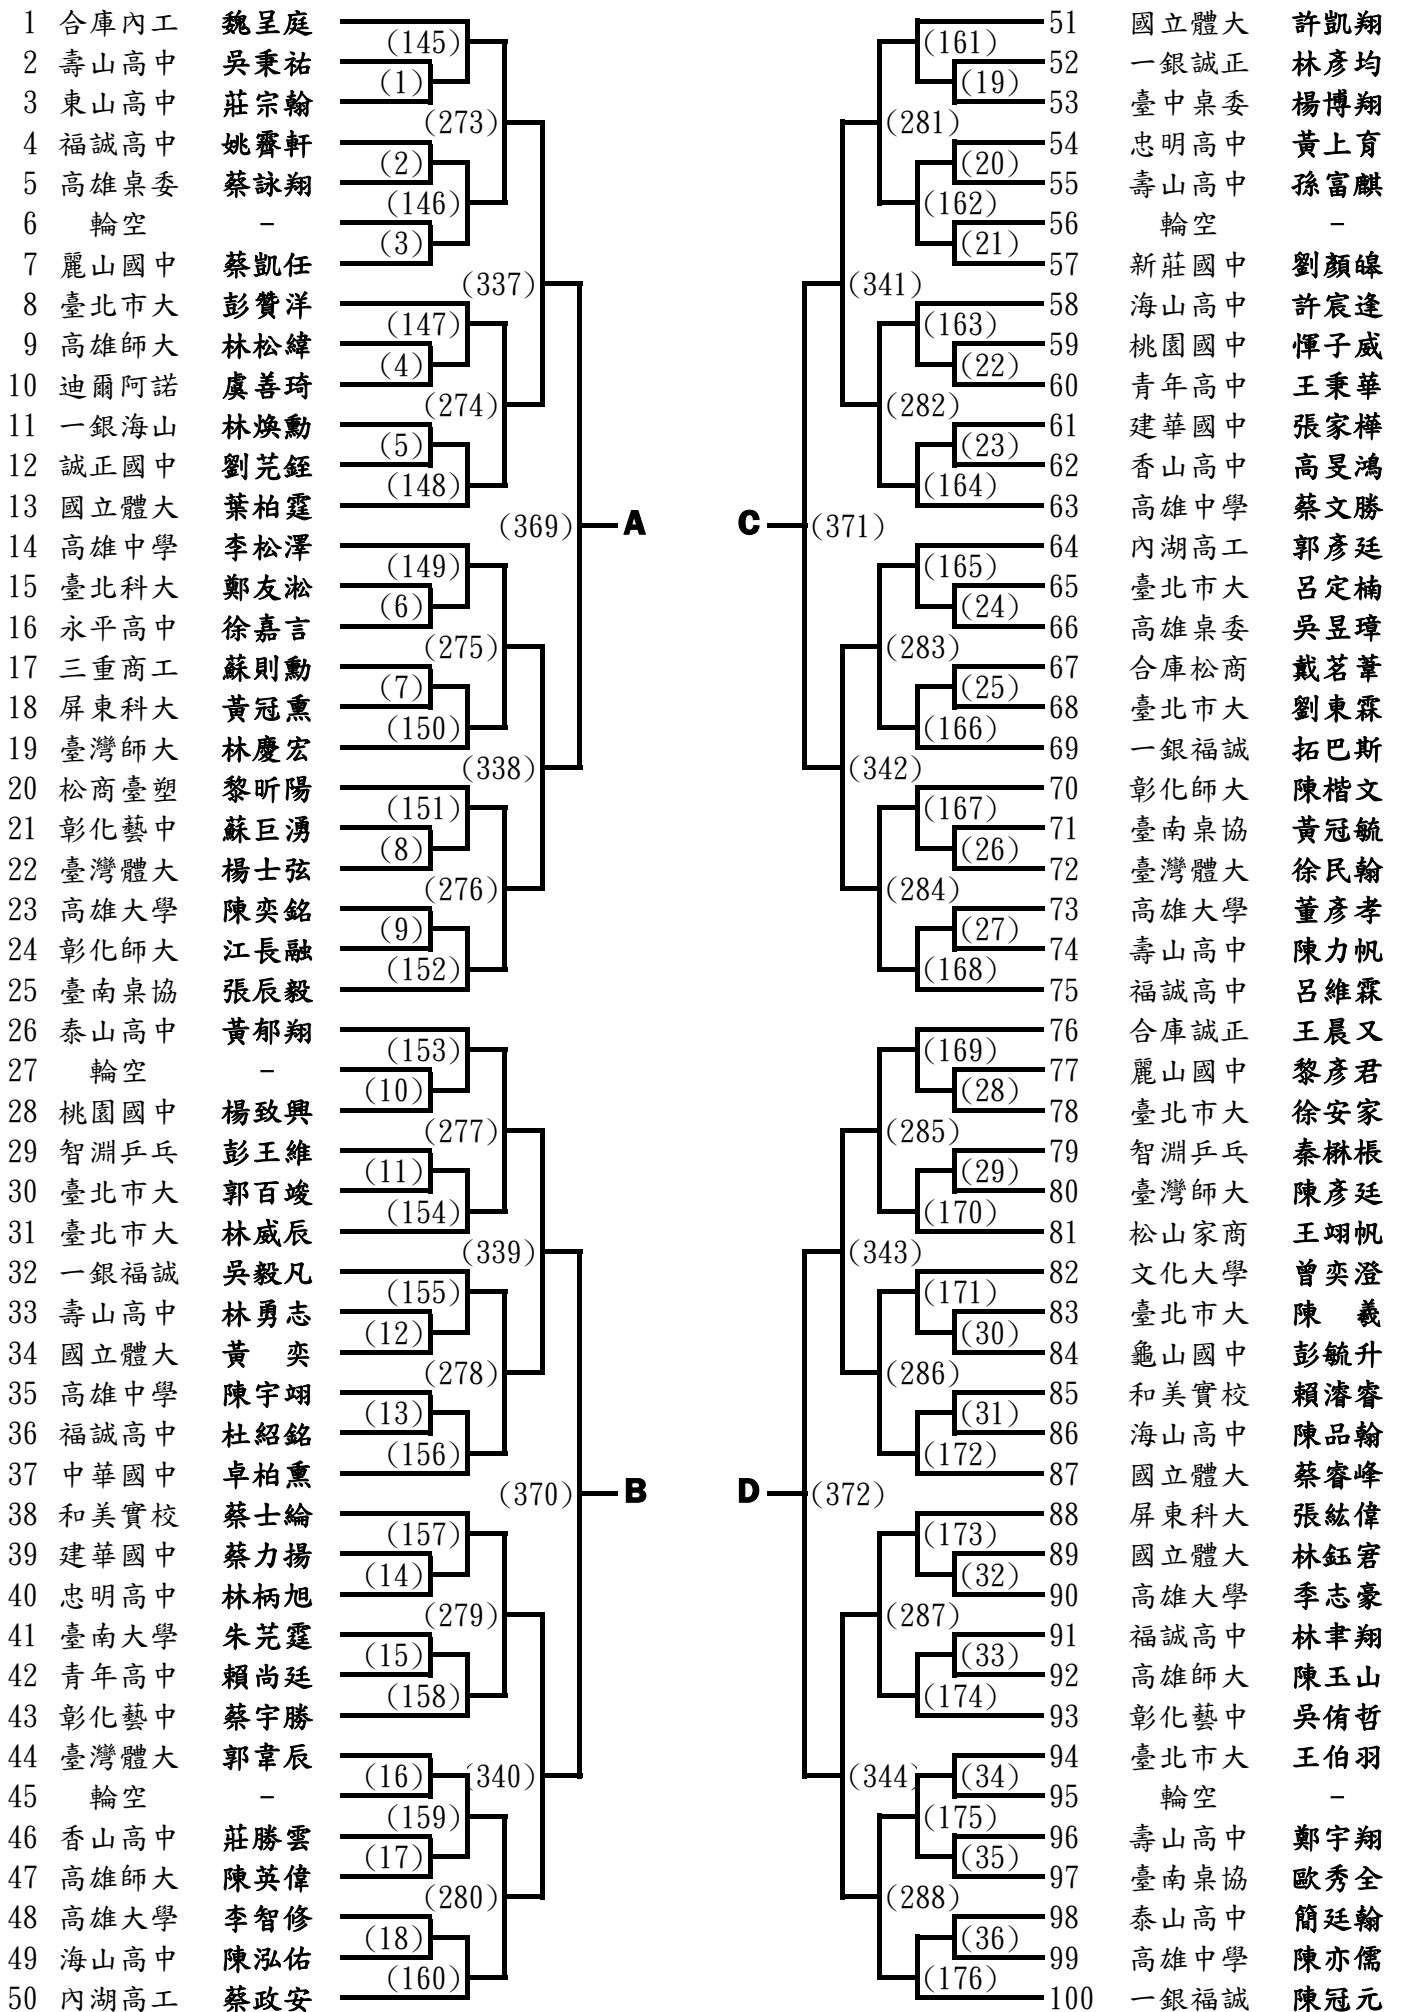 1 合庫內工 魏呈庭
(145)
2 壽山高中 吳秉祐
(1)
3 東山高中 莊宗翰
(273)
4 福誠高中 姚霽軒
(2)
5 高雄桌委 蔡詠翔
(146)
6 輪空 -
(3)
7 麗山國中 蔡凱任
(337)
8 臺北市大 彭贊洋
(147)
9 高雄師大 林松緯
(4)
10 迪爾阿諾 虞善琦
(274)
11 一銀海山 林煥勳
(5)
12 誠正國中 劉芫銍
(148)
13 國立體大 葉柏霆
(369) A
14 高雄中學 李松澤
(149)
15 臺北科大 鄭友淞
(6)
16 永平高中 徐嘉言
(275)
17 三重商工 蘇則勳
(7)
18 屏東科大 黃冠熏
(150)
19 臺灣師大 林慶宏
(338)
20 松商臺塑 黎昕陽
(151)
21 彰化藝中 蘇巨湧
(8)
22 臺灣體大 楊士弦
(276)
23 高雄大學 陳奕銘
(9)
24 彰化師大 江長融
(152)
25 臺南桌協 張辰毅
26 泰山高中 黃郁翔
(153)
27 輪空 -
(10)
28 桃園國中 楊致興
(277)
29 智淵乒乓 彭王維
(11)
30 臺北市大 郭百竣
(154)
31 臺北市大 林威辰
(339)
32 一銀福誠 吳毅凡
(155)
33 壽山高中 林勇志
(12)
34 國立體大 黃 奕
(278)
35 高雄中學 陳宇翊
(13)
36 福誠高中 杜紹銘
(156)
37 中華國中 卓柏熏
(370) B
38 和美實校 蔡士綸
(157)
39 建華國中 蔡力揚
(14)
40 忠明高中 林柄旭
(279)
41 臺南大學 朱芫霆
(15)
42 青年高中 賴尚廷
(158)
43 彰化藝中 蔡宇勝
44 臺灣體大 郭韋辰
(16) (340)
45 輪空 -
(159)
46 香山高中 莊勝雲
(17)
47 高雄師大 陳英偉
(280)
48 高雄大學 李智修
(18)
49 海山高中 陳泓佑
(160)
50 內湖高工 蔡政安
51 國立體大 許凱翔
(161)
52 一銀誠正 林彥均
(19)
53 臺中桌委 楊博翔
(281)
54 忠明高中 黃上育
(20)
55 壽山高中 孫富麒
(162)
56 輪空 -
(21)
57 新莊國中 劉顏皞
(341)
58 海山高中 許宸逢
(163)
59 桃園國中 惲子威
(22)
60 青年高中 王秉華
(282)
61 建華國中 張家樺
(23)
62 香山高中 高旻鴻
(164)
63 高雄中學 蔡文勝
C (371)
64 內湖高工 郭彥廷
(165)
65 臺北市大 呂定楠
(24)
66 高雄桌委 吳昱璋
(283)
67 合庫松商 戴茗葦
(25)
68 臺北市大 劉東霖
(166)
69 一銀福誠 拓巴斯
(342)
70 彰化師大 陳楷文
(167)
71 臺南桌協 黃冠毓
(26)
72 臺灣體大 徐民翰
(284)
73 高雄大學 董彥孝
(27)
74 壽山高中 陳力帆
(168)
75 福誠高中 呂維霖
76 合庫誠正 王晨又
(169)
77 麗山國中 黎彥君
(28)
78 臺北市大 徐安家
(285)
79 智淵乒乓 秦楙棖
(29)
80 臺灣師大 陳彥廷
(170)
81 松山家商 王翊帆
(343)
82 文化大學 曾奕澄
(171)
83 臺北市大 陳 羲
(30)
84 龜山國中 彭毓升
(286)
85 和美實校 賴濬睿
(31)
86 海山高中 陳品翰
(172)
87 國立體大 蔡睿峰
D (372)
88 屏東科大 張紘偉
(173)
89 國立體大 林鈺宭
(32)
90 高雄大學 季志豪
(287)
91 福誠高中 林聿翔
(33)
92 高雄師大 陳玉山
(174)
93 彰化藝中 吳侑哲
94 臺北市大 王伯羽
(344) (34)
95 輪空 -
(175)
96 壽山高中 鄭宇翔
(35)
97 臺南桌協 歐秀全
(288)
98 泰山高中 簡廷翰
(36)
99 高雄中學 陳亦儒
(176)
100 一銀福誠 陳冠元